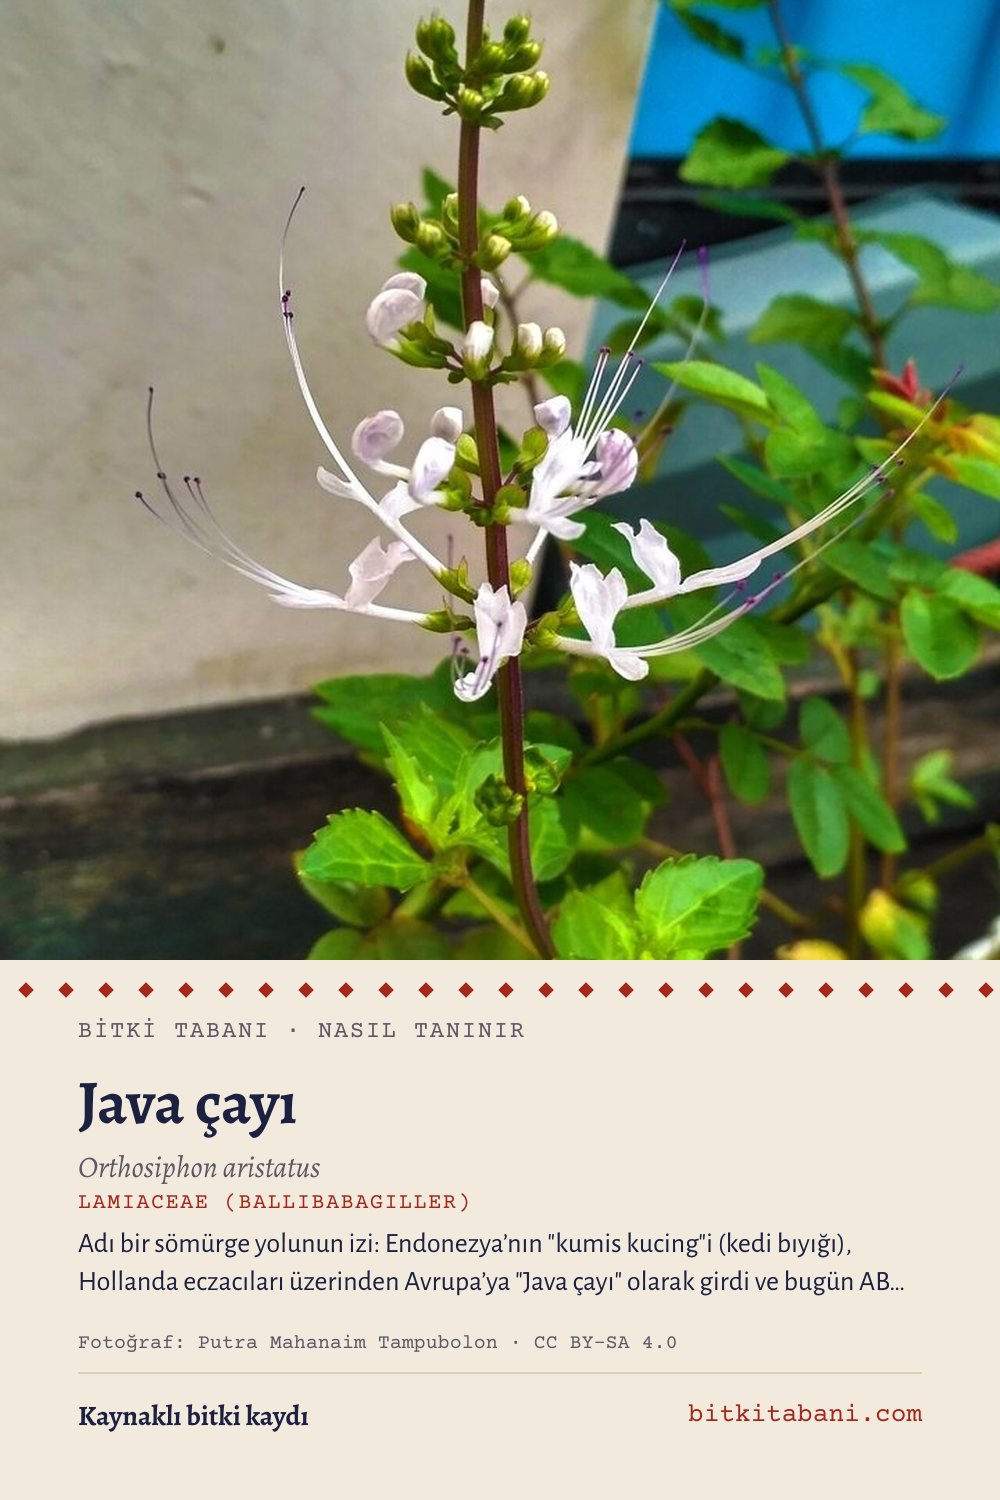 BİTKİ TABANI · NASIL TANINIR
Java çayı
Orthosiphon aristatus
LAMIACEAE (BALLIBABAGILLER)
Adı bir sömürge yolunun izi: Endonezya’nın "kumis kucing"i (kedi bıyığı),
Hollanda eczacıları üzerinden Avrupa’ya "Java çayı" olarak girdi ve bugün AB…
Fotoğraf: Putra Mahanaim Tampubolon · CC BY-SA 4.0
Kaynaklı bitki kaydı
bitkitabani.com